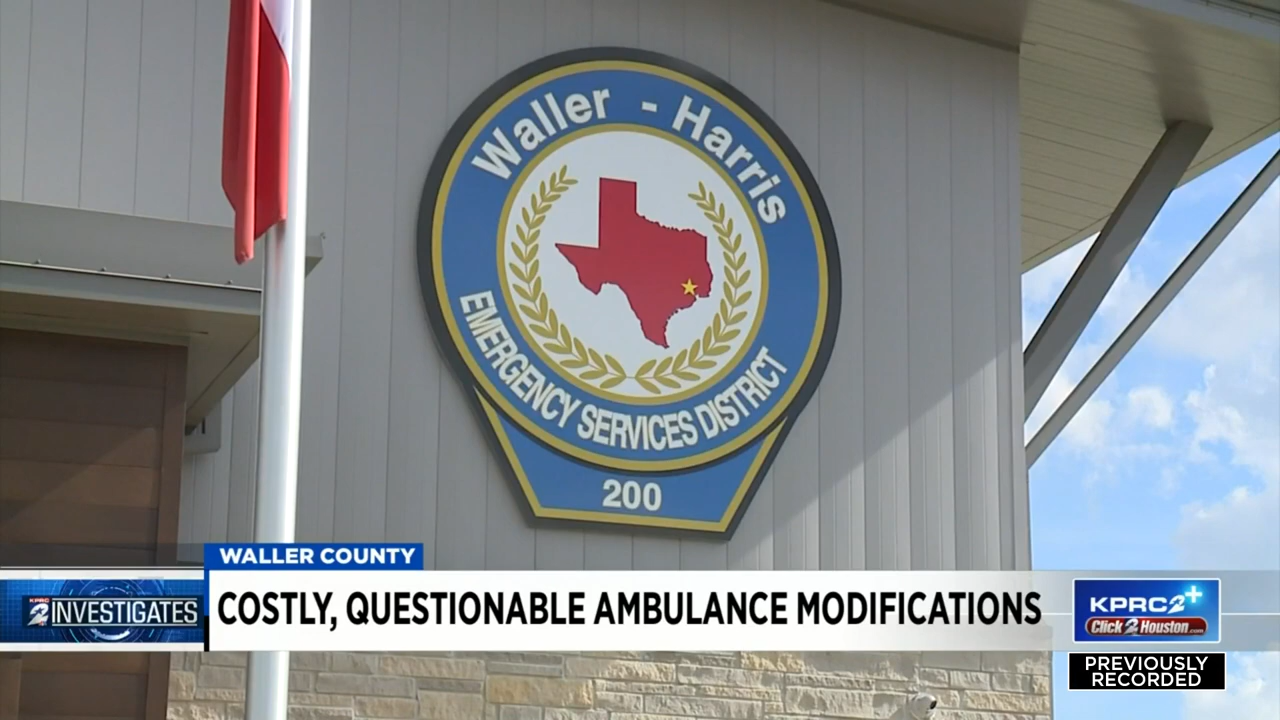 Waller - Harris
EMERGENCY SERVICES DISTRICT
200
WALLER COUNTY
KPRC
2 INVESTIGATES
COSTLY, QUESTIONABLE AMBULANCE MODIFICATIONS
KPRC2+
Click2Houston.com
PREVIOUSLY
RECORDED